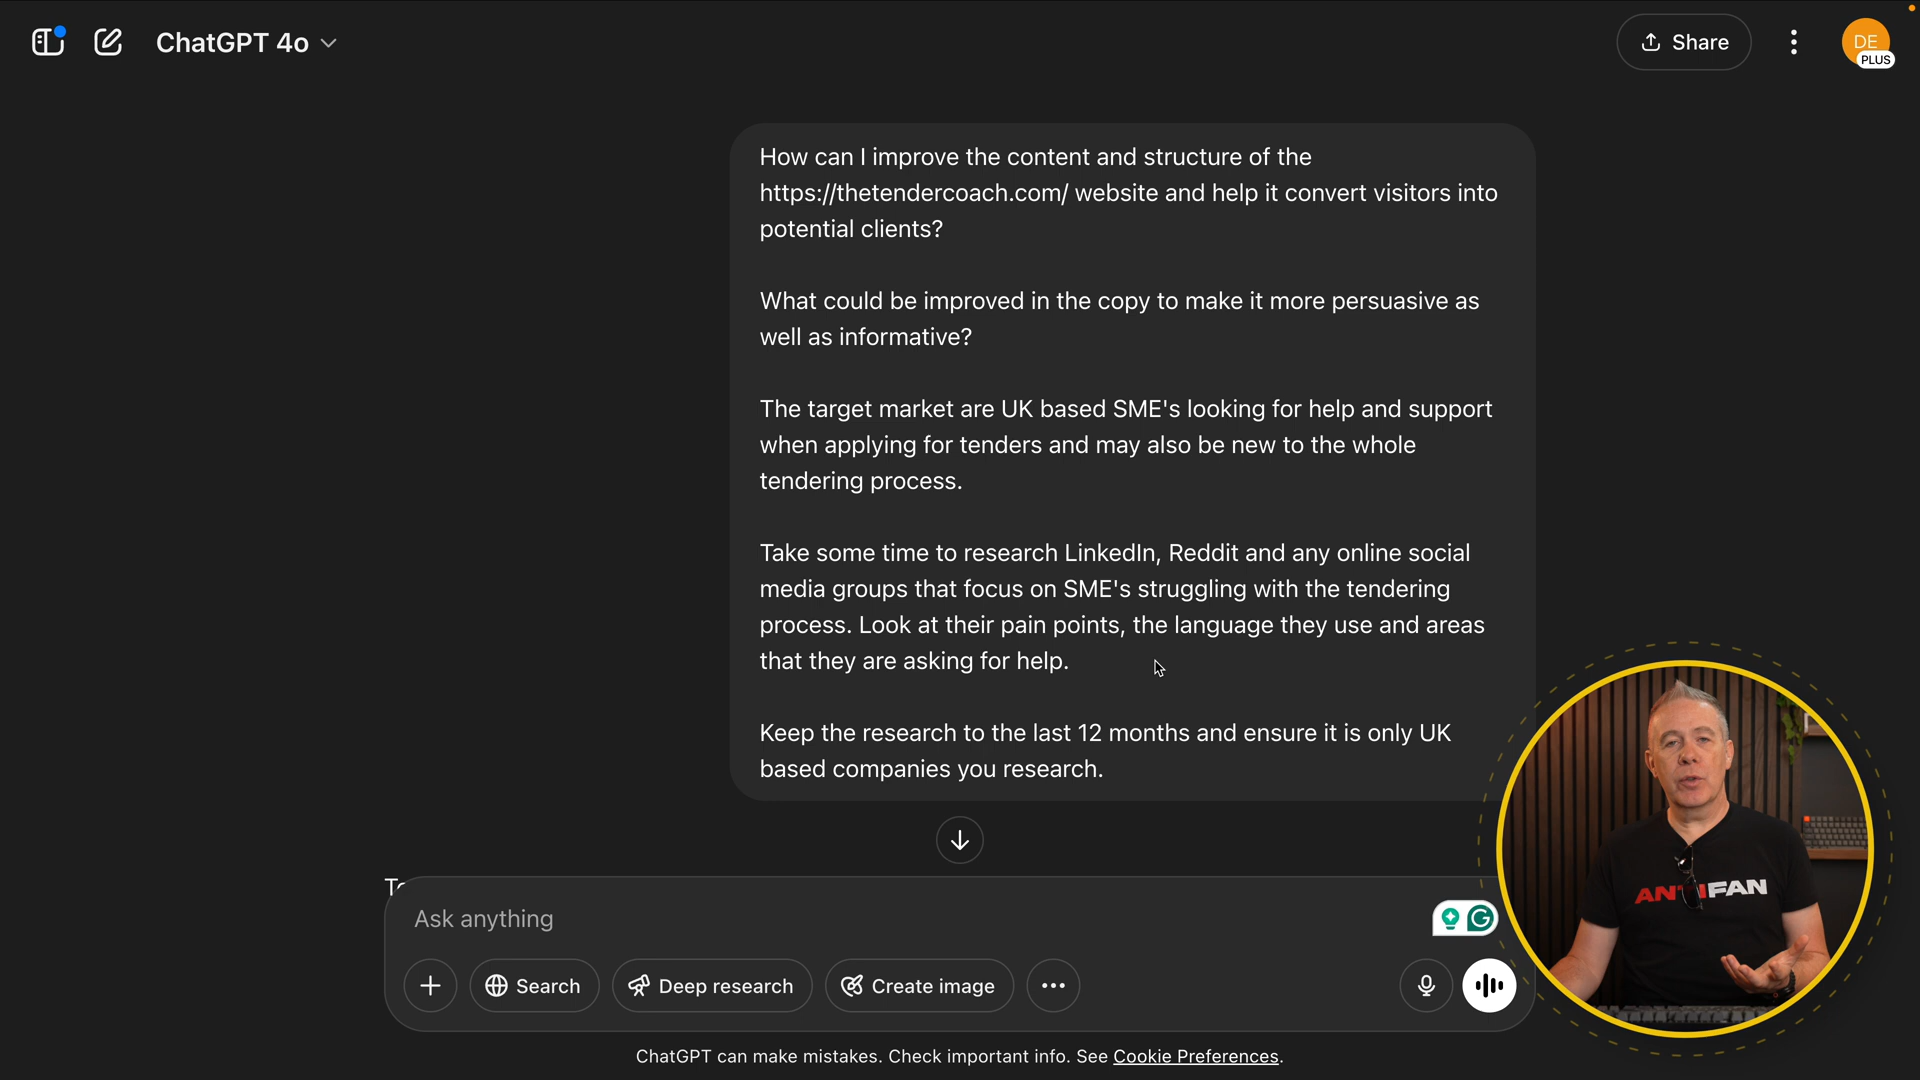 ChatGPT 4o
Share
DE
PLUS
How can I improve the content and structure of the
https://thetendercoach.com/ website and help it convert visitors into
potential clients?
What could be improved in the copy to make it more persuasive as
well as informative?
The target market are UK based SME's looking for help and support
when applying for tenders and may also be new to the whole
tendering process.
Take some time to research LinkedIn, Reddit and any online social
media groups that focus on SME's struggling with the tendering
process. Look at their pain points, the language they use and areas
that they are asking for help.
Keep the research to the last 12 months and ensure it is only UK
based companies you research.
Ask anything
Search
Deep research
Create image
ANTIFAN
ChatGPT can make mistakes. Check important info. See Cookie Preferences.